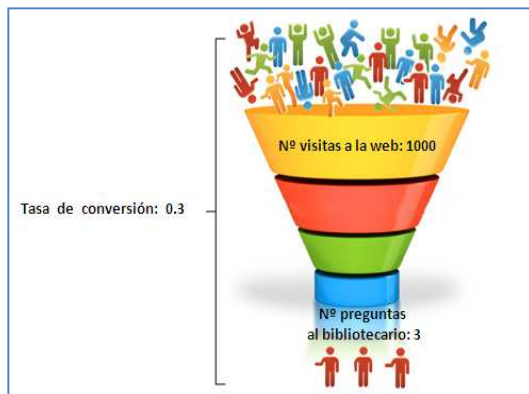 Nº visitas a la web: 1000
Tasa de conversión: 0.3
Nº preguntas
al bibliotecario: 3